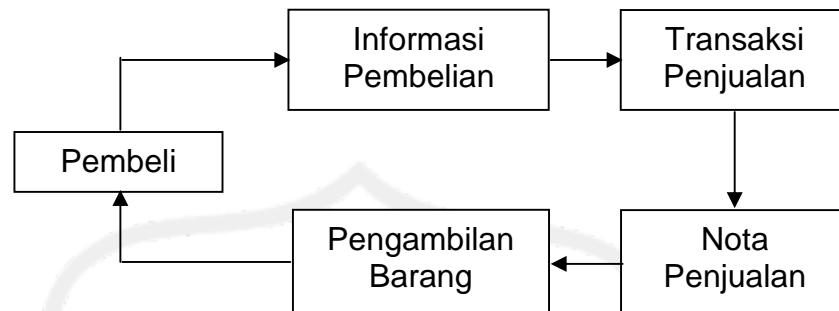 Informasi
Pembelian
Transaksi
Penjualan
Pembeli
Pengambilan
Barang
Nota
Penjualan